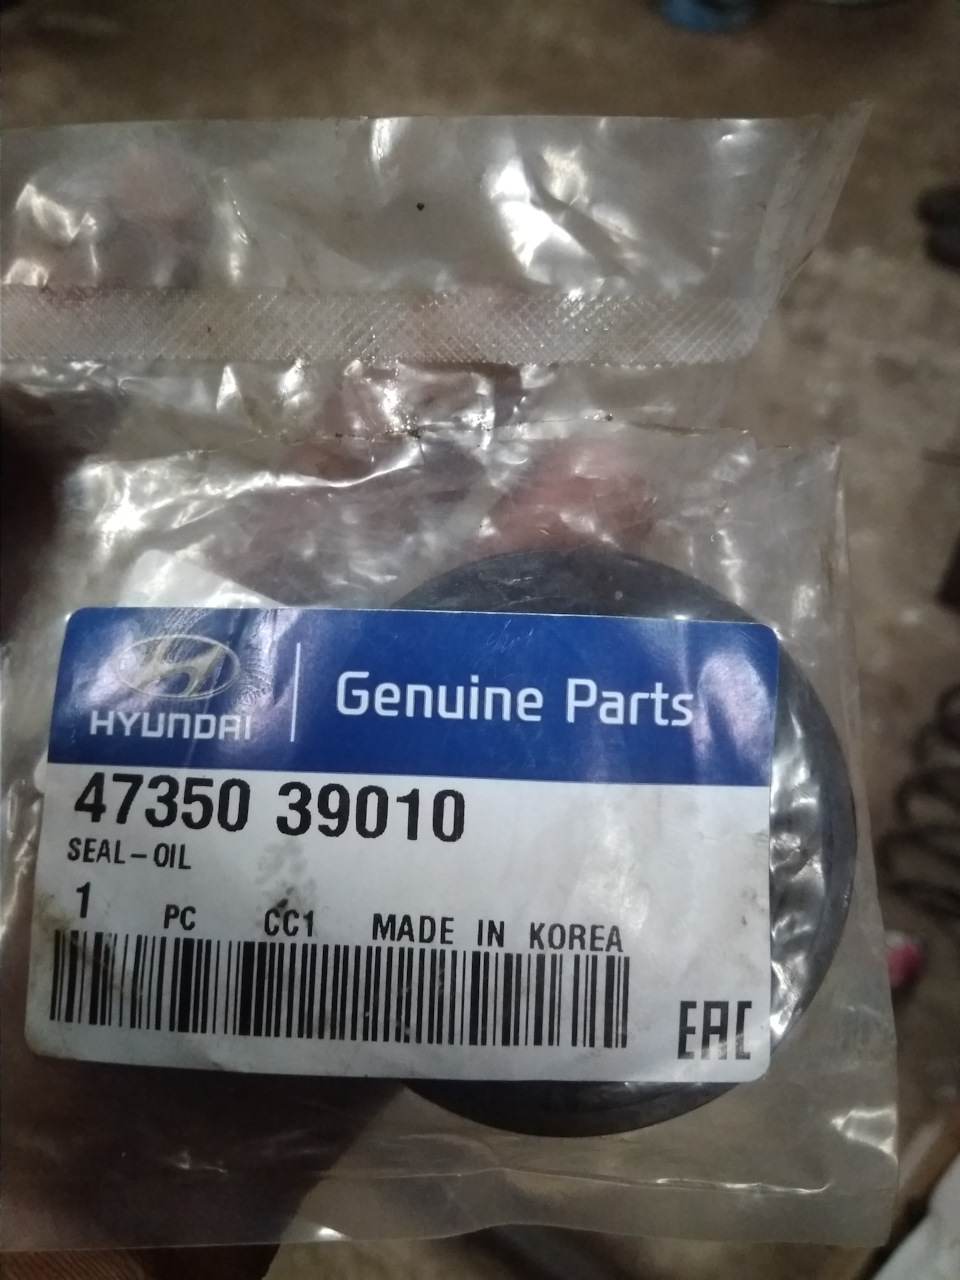 HYUNDAI
Genuine Parts
47350 39010
SEAL-OIL
1 PC CC1 MADE IN KOREA
EAC